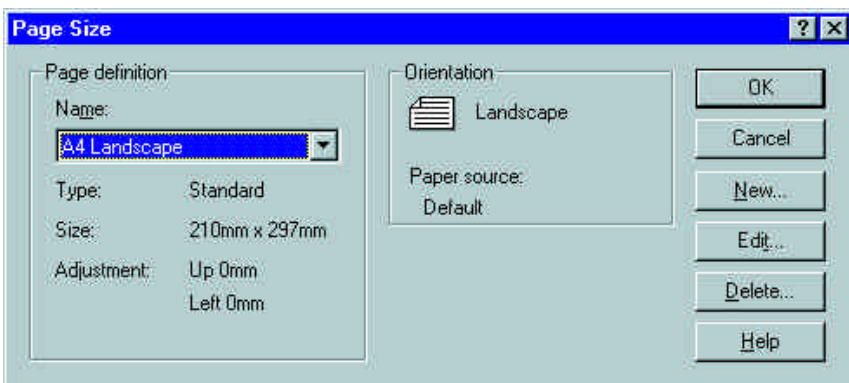 Page Size
Page definition
Name:
A4 Landscape
Type: Standard
Size: 210mm x 297mm
Adjustment: Up 0mm
Left 0mm
Orientation
Landscape
Paper source:
Default
OK
Cancel
New...
Edit...
Delete...
Help